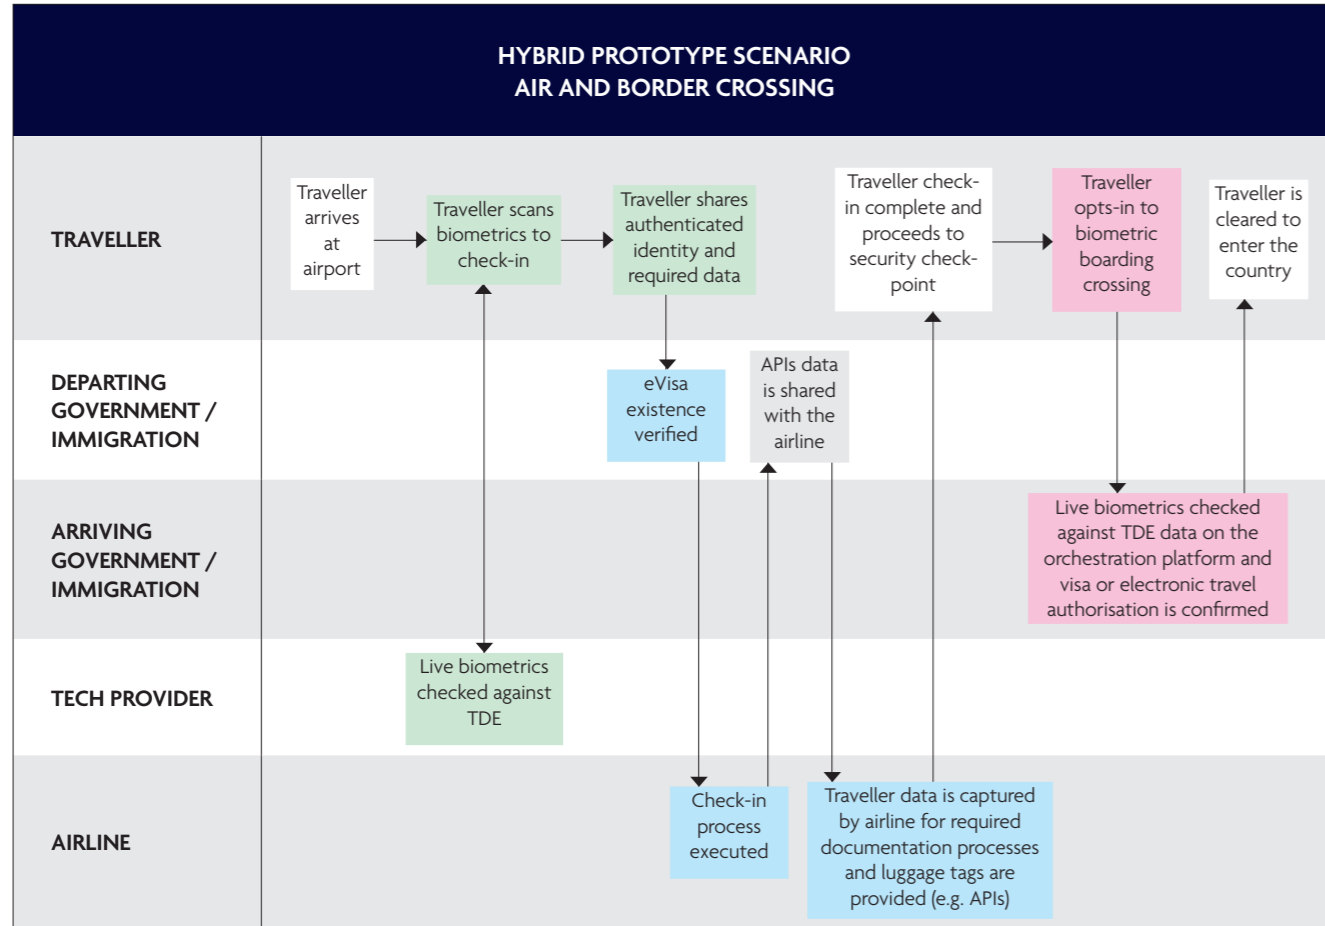 HYBRID PROTOTYPE SCENARIO
AIR AND BORDER CROSSING
TRAVELLER
Traveller
arrives
at
airport
Traveller scans
biometrics to
check-in
Traveller shares
authenticated
identity and
required data
Traveller check-
in complete and
proceeds to
security check-
point
Traveller
opts-in to
biometric
boarding
crossing
Traveller is
cleared to
enter the
country
DEPARTING
GOVERNMENT /
IMMIGRATION
eVisa
existence
verified
APIs data
is shared
with the
airline
ARRIVING
GOVERNMENT /
IMMIGRATION
Live biometrics checked
against TDE data on the
orchestration platform and
visa or electronic travel
authorisation is confirmed
TECH PROVIDER
Live biometrics
checked against
TDE
AIRLINE
Check-in
process
executed
Traveller data is captured
by airline for required
documentation processes
and luggage tags are
provided (e.g. APIs)